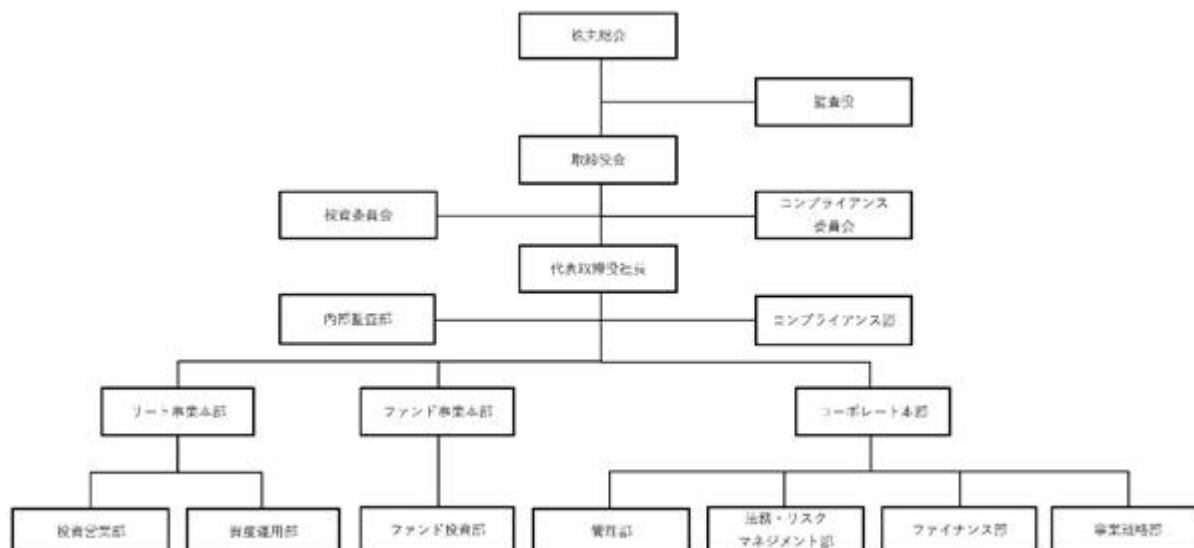 株主総会
監査役
取締役会
投資委員会
コンプライアンス
委員会
代表取締役社長
内部監査部
コンプライアンス部
リート事業本部
ファンド事業本部
コーポレート本部
投資営業部
資産運用部
ファンド投資部
管理部
法務・リスク
マネジメント部
ファイナンス部
事業戦略部